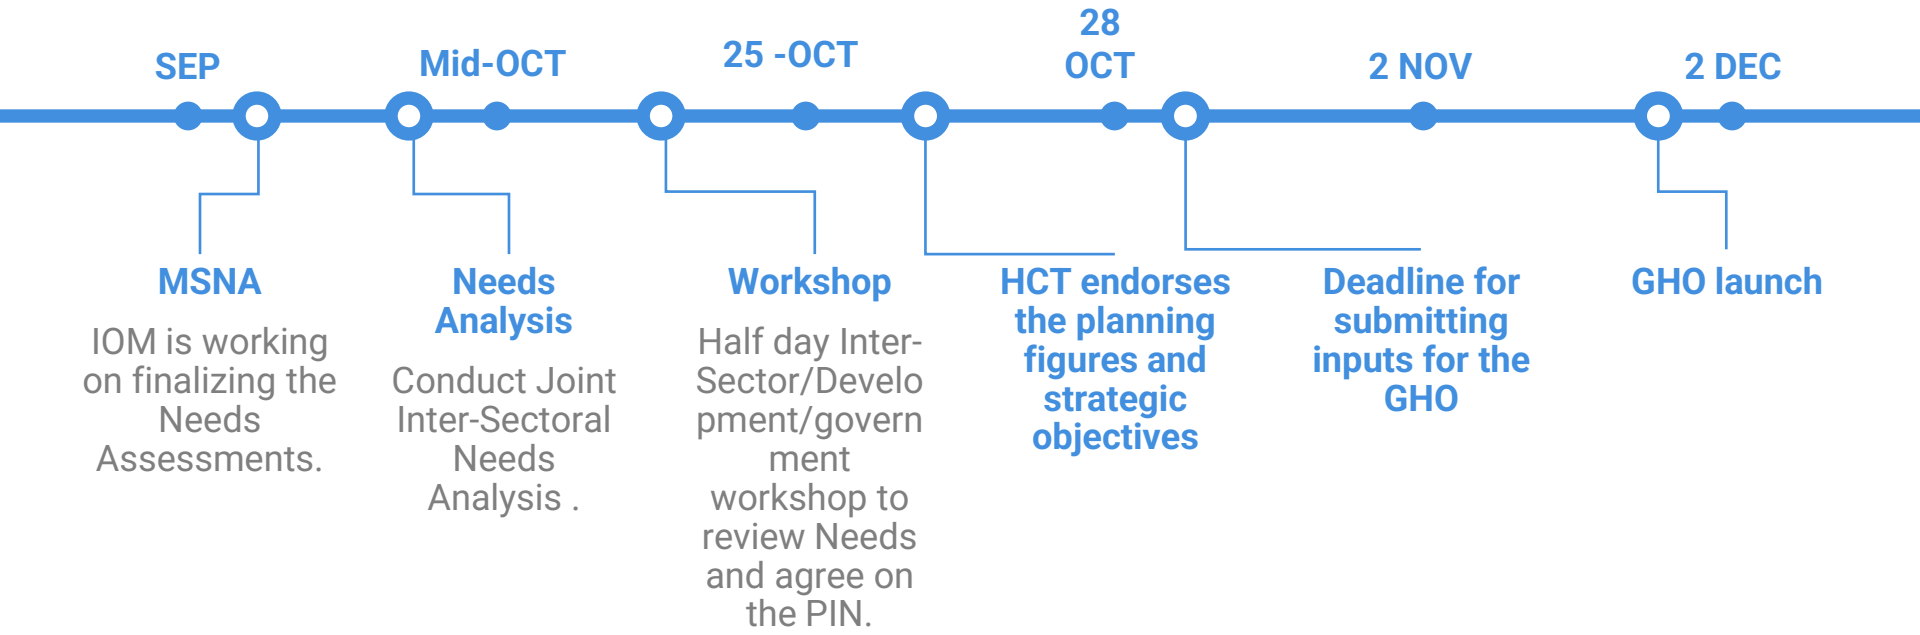 SEP
Mid-OCT
25 -OCT
28
OCT
2 NOV
2 DEC
MSNA
IOM is working
on finalizing the
Needs
Assessments.
Needs
Analysis
Conduct Joint
Inter-Sectoral
Needs
Analysis .
Workshop
Half day Inter-
Sector/Develo
pment/govern
ment
workshop to
review Needs
and agree on
the PIN.
HCT endorses
the planning
figures and
strategic
objectives
Deadline for
submitting
inputs for the
GHO
GHO launch